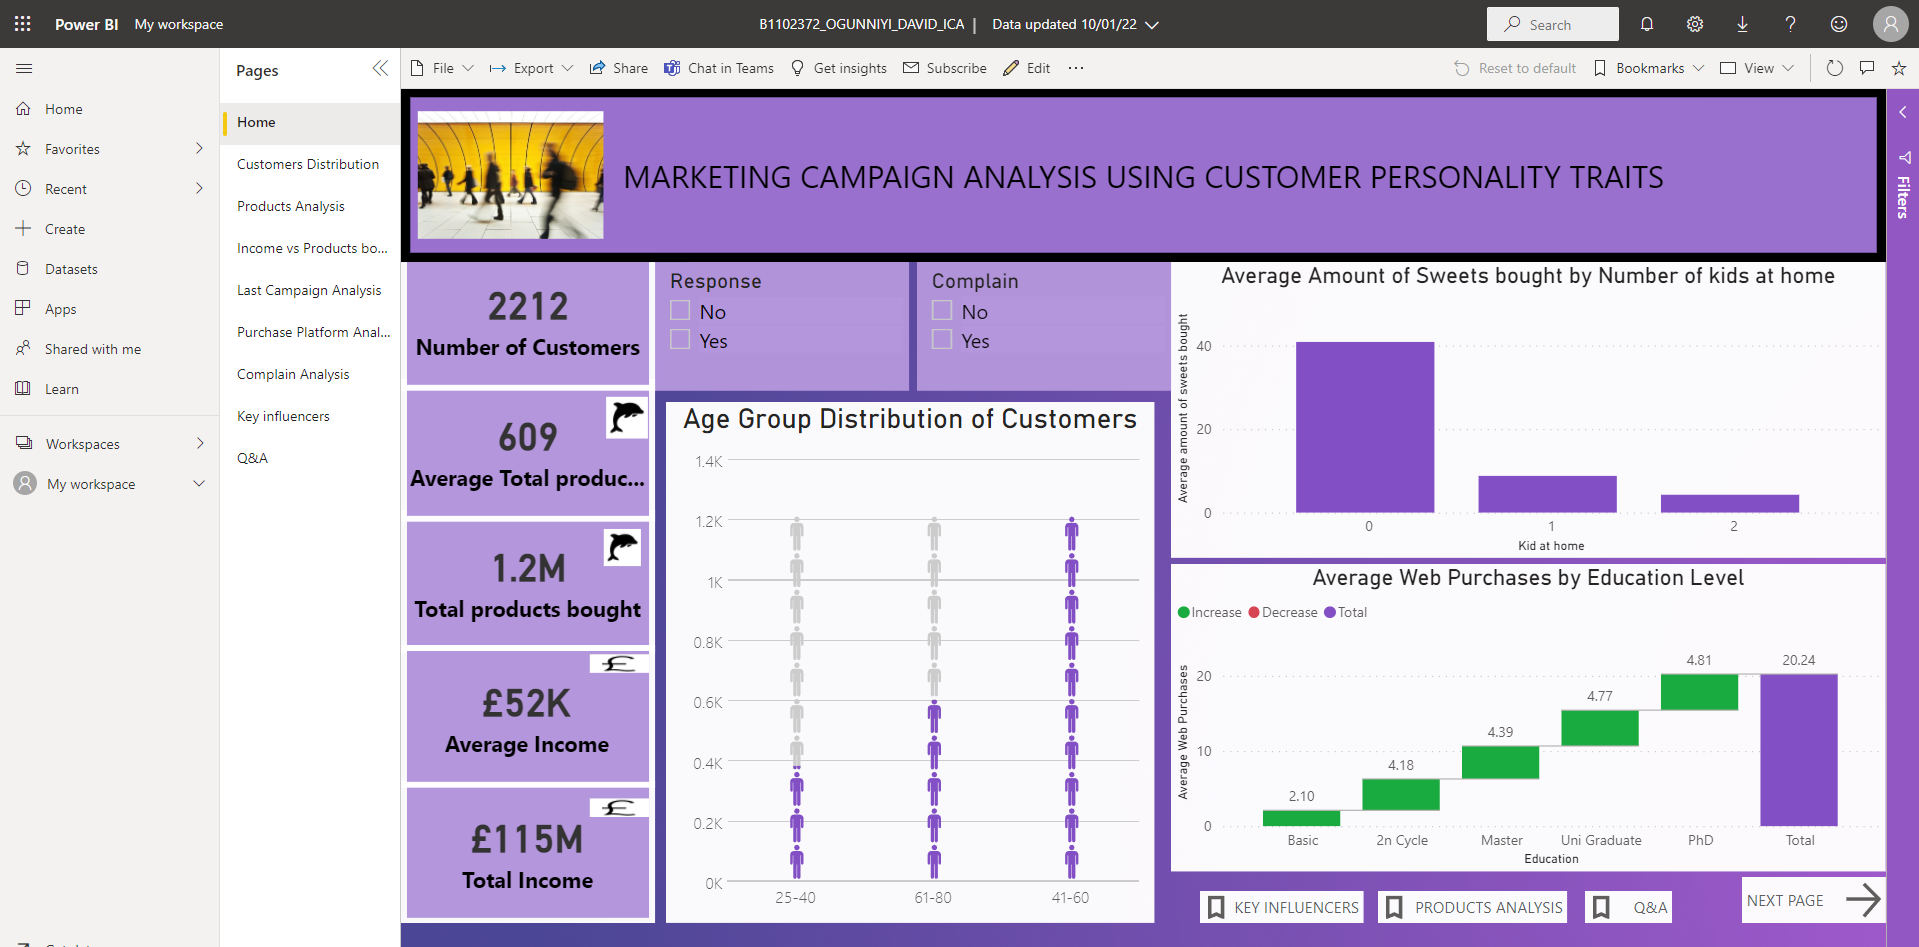 Power BI My workspace
B1102372_OGUNNIYI_DAVID_ICA | Data updated 10/01/22
Search
Home
Favorites
Recent
Create
Datasets
Apps
Shared with me
Learn
Workspaces
My workspace
Pages
Home
Customers Distribution
Products Analysis
Income vs Products bo...
Last Campaign Analysis
Purchase Platform Anal...
Complain Analysis
Key influencers
Q&A
File Export Share Chat in Teams Get insights Subscribe Edit ...
Reset to default Bookmarks View
MARKETING CAMPAIGN ANALYSIS USING CUSTOMER PERSONALITY TRAITS
Filters
2212
Number of Customers
609
Average Total produc...
1.2M
Total products bought
£
£52K
Average Income
£
£115M
Total Income
Response
No
Yes
Complain
No
Yes
Age Group Distribution of Customers
1.4K
1.2K
1K
0.8K
0.6K
0.4K
0.2K
0K
25-40 61-80 41-60
Average Amount of Sweets bought by Number of kids at home
Average amount of sweets bought
40
20
0
0 1 2
Kid at home
Average Web Purchases by Education Level
Increase Decrease Total
Average Web Purchases
20
10
0
2.10
4.18
4.39
4.77
4.81
20.24
Basic 2n Cycle Master Uni Graduate PhD Total
Education
KEY INFLUENCERS
PRODUCTS ANALYSIS
Q&A
NEXT PAGE